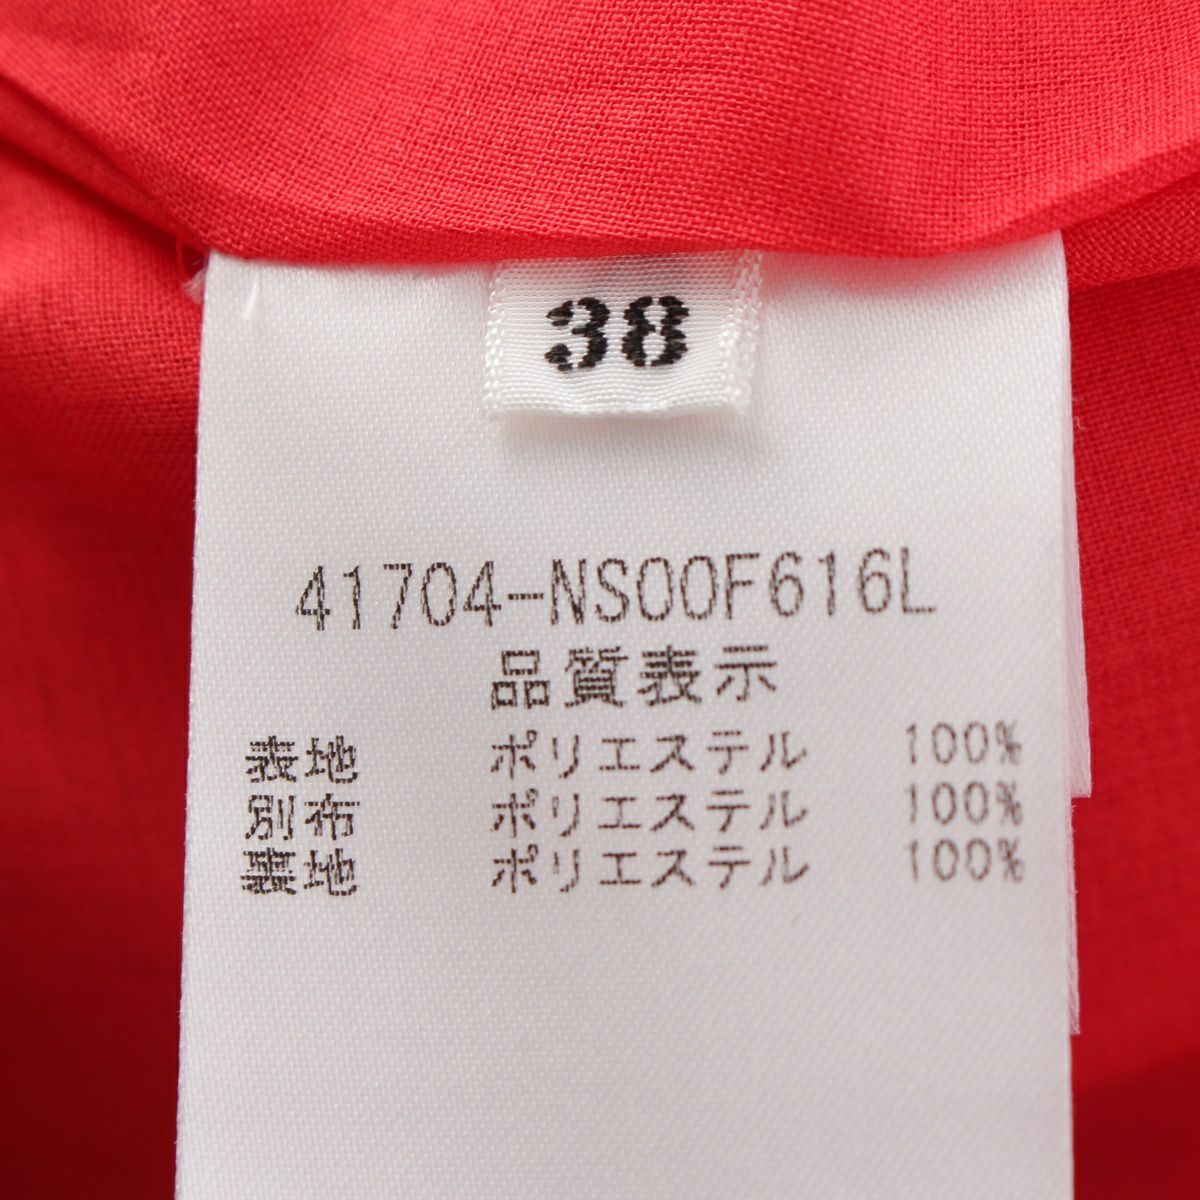 38
41704-NS00F616L
品質表示
表地 ポリエステル 100%
別布 ポリエステル 100%
裏地 ポリエステル 100%